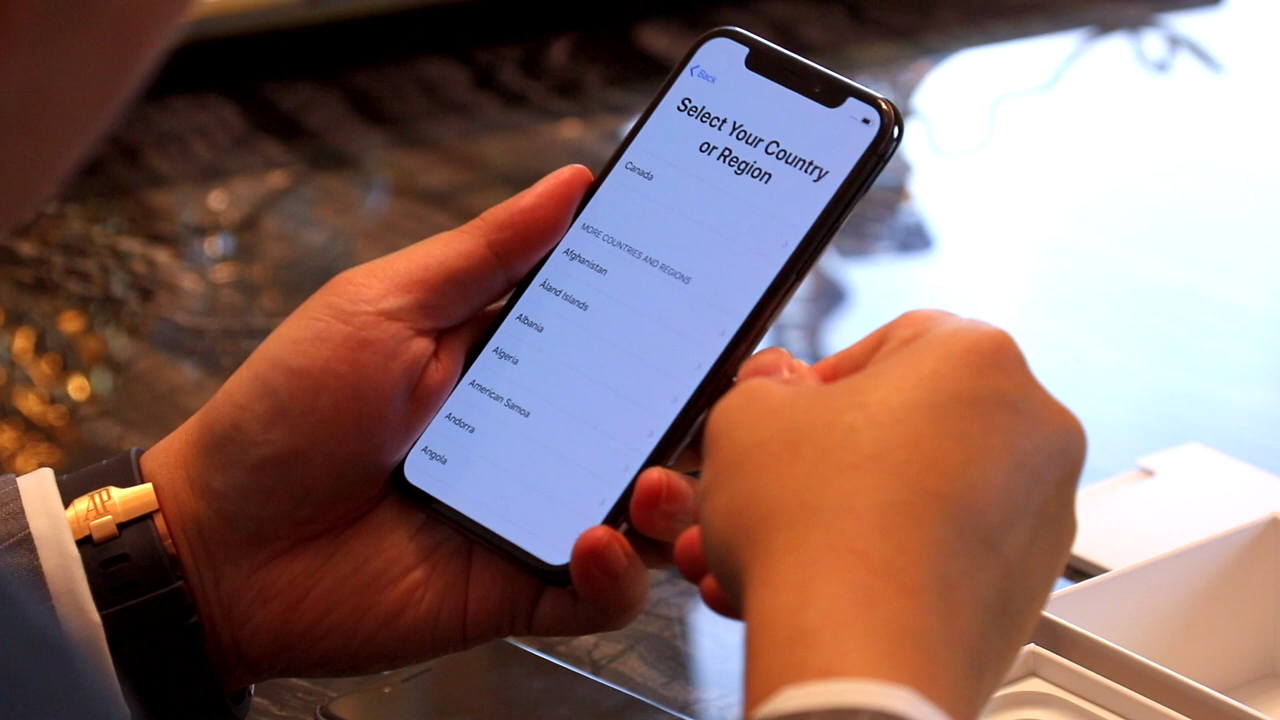 Back
Select Your Country
or Region
Canada
MORE COUNTRIES AND REGIONS
Afghanistan
Åland Islands
Albania
Algeria
American Samoa
Andorra
Angola
AP